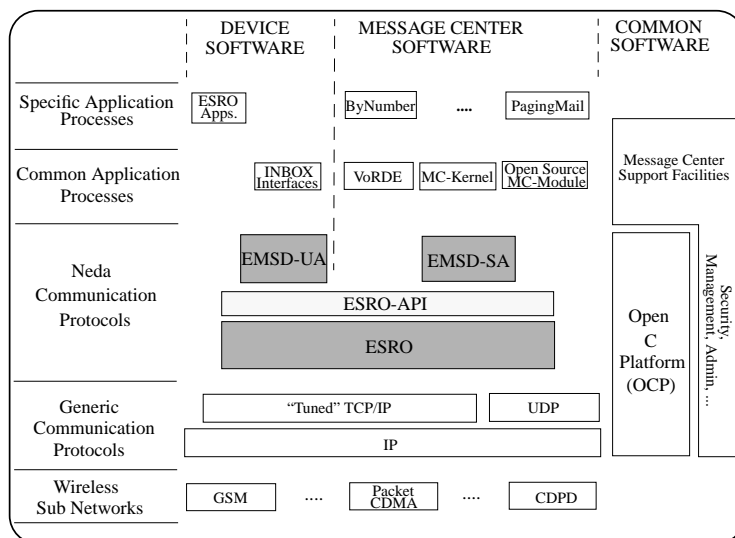 DEVICE
SOFTWARE
MESSAGE CENTER
SOFTWARE
COMMON
SOFTWARE
Specific Application
Processes
ESRO
Apps.
ByNumber
....
PagingMail
Common Application
Processes
INBOX
Interfaces
VoRDE
MC-Kernel
Open Source
MC-Module
Message Center
Support Facilities
Neda
Communication
Protocols
EMSD-UA
EMSD-SA
ESRO-API
ESRO
Open
C
Platform
(OCP)
Security,
Management, Admin, ...
Generic
Communication
Protocols
“Tuned” TCP/IP
UDP
IP
Wireless
Sub Networks
GSM
....
Packet
CDMA
....
CDPD